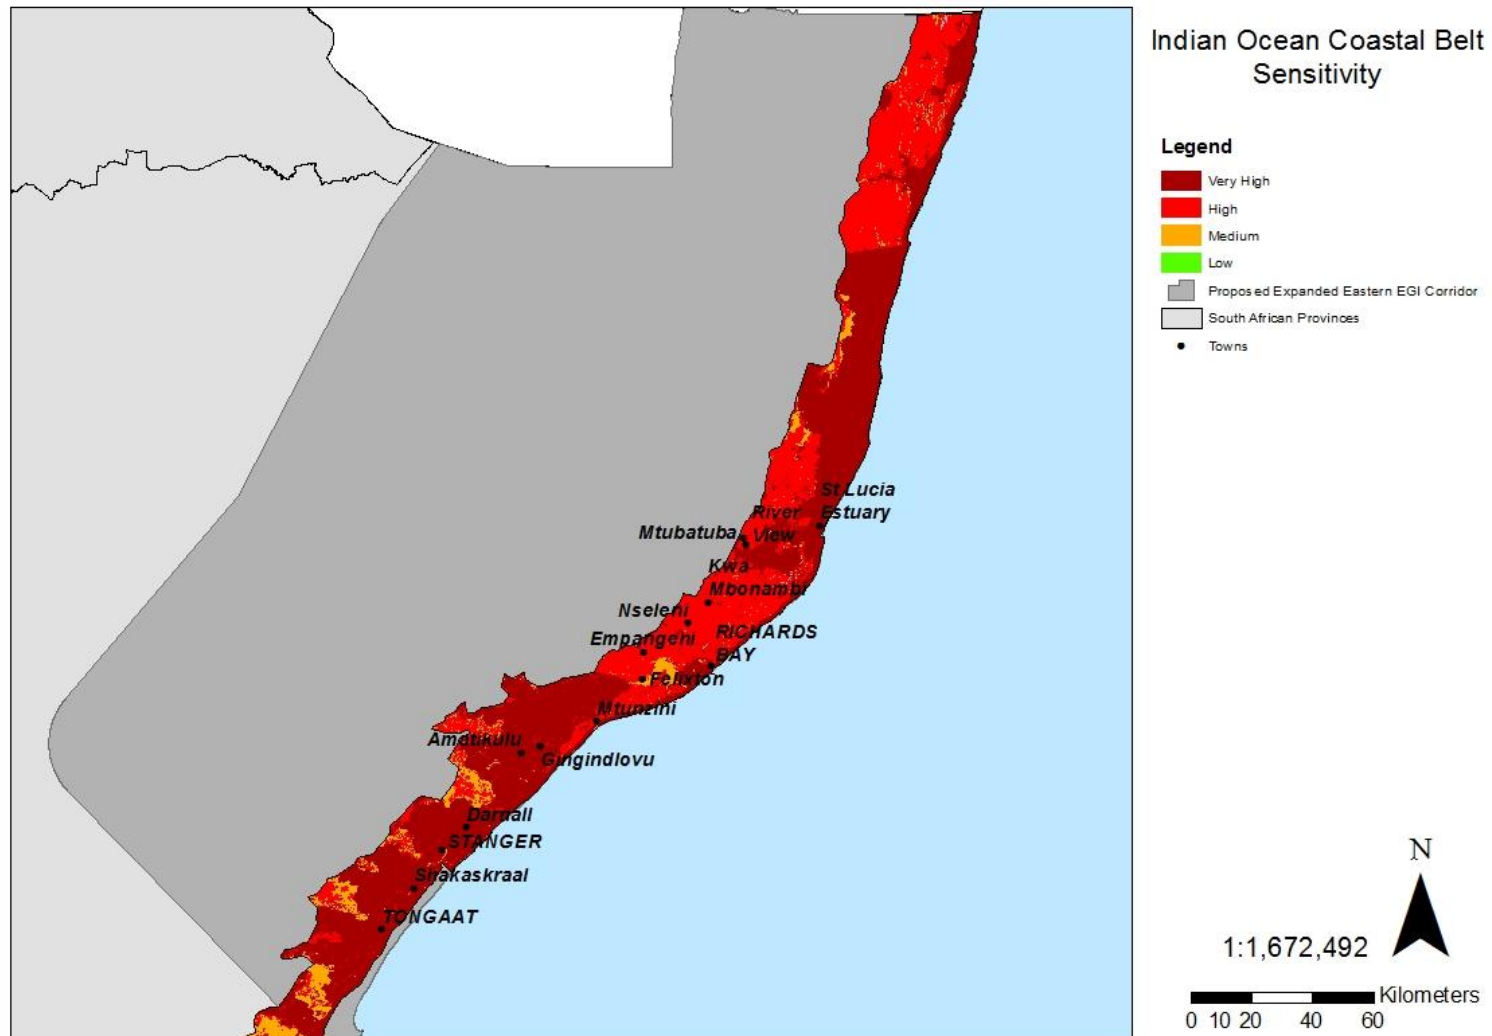 Indian Ocean Coastal Belt
Sensitivity
Legend
Very High
High
Medium
Low
Proposed Expanded Eastern EGI Corridor
South African Provinces
Towns
St Lucia
Estuary
River
View
Mtubatuba
Kwa
Mbonambi
Nseleni
RICHARDS
BAY
Empangeni
Felixton
Mtunzini
Amatikulu
Gingindlovu
Darnall
STANGER
Shakaskraal
TONGAAT
N
1:1,672,492
Kilometers
0 10 20 40 60